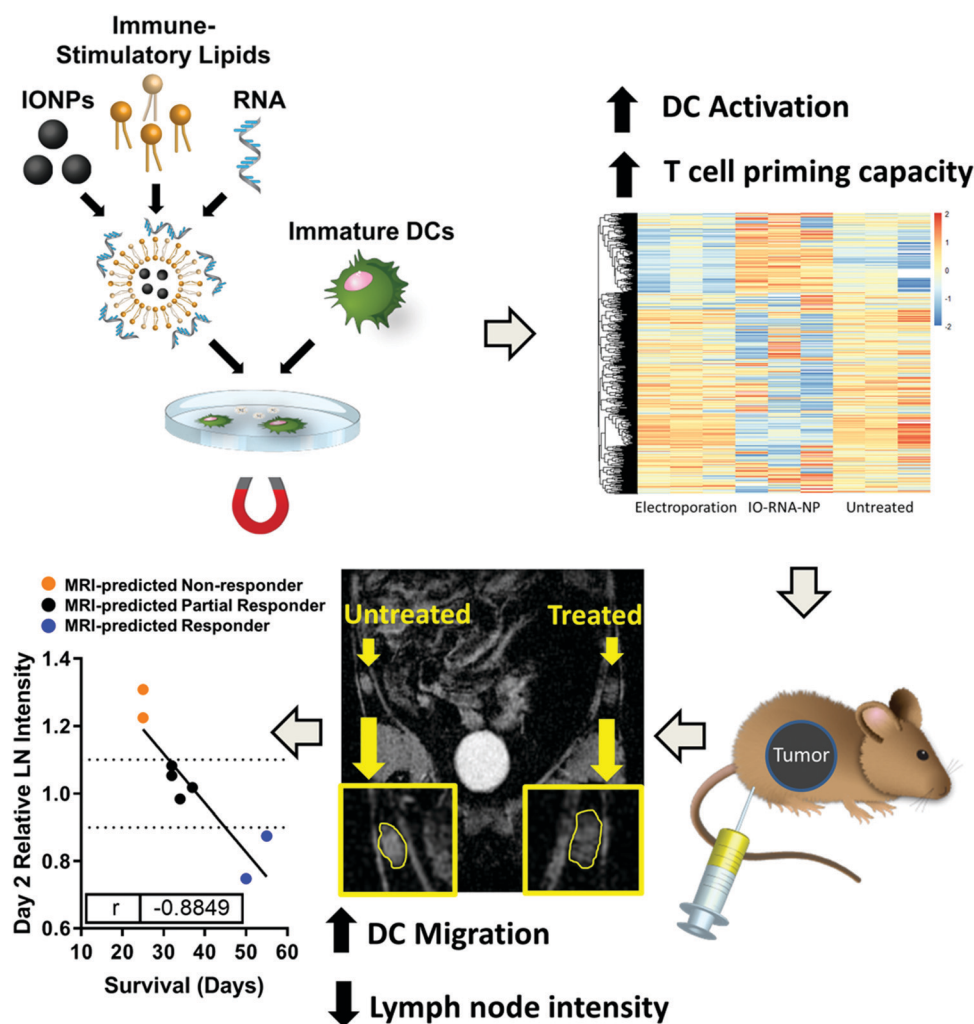 Immune-
Stimulatory Lipids
IONPs
RNA
Immature DCs
DC Activation
T cell priming capacity
2
1
0
-1
-2
Electroporation IO-RNA-NP Untreated
MRI-predicted Non-responder
MRI-predicted Partial Responder
MRI-predicted Responder
Day 2 Relative LN Intensity
1.4
1.2
1.0
0.8
0.6
r -0.8849
10 20 30 40 50 60
Survival (Days)
Untreated
Treated
DC Migration
Lymph node intensity
Tumor